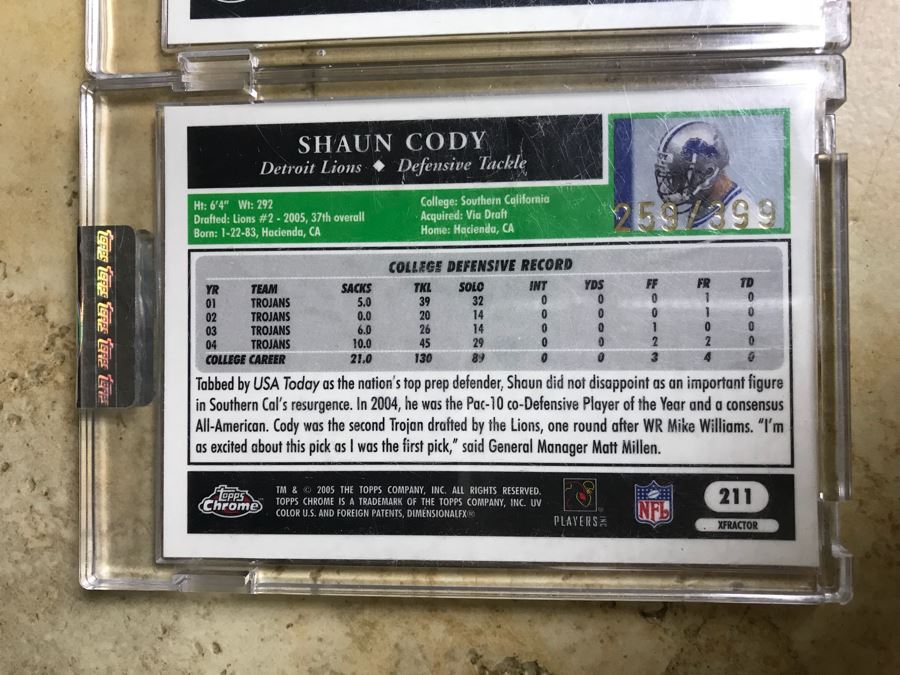 SHAUN CODY
Detroit Lions ◆ Defensive Tackle
Ht: 6'4" Wt: 292
Drafted: Lions #2 - 2005, 37th overall
Born: 1-22-83, Hacienda, CA
College: Southern California
Acquired: Via Draft
Home: Hacienda, CA
259/399
COLLEGE DEFENSIVE RECORD
YR TEAM SACKS TKL SOLO INT YDS FF FR TD
01 TROJANS 5.0 39 32 0 0 0 1 0
02 TROJANS 0.0 20 14 0 0 0 1 0
03 TROJANS 6.0 26 14 0 0 1 0 0
04 TROJANS 10.0 45 29 0 0 2 2 0
COLLEGE CAREER 21.0 130 89 0 0 3 4 0
Tabbed by USA Today as the nation's top prep defender, Shaun did not disappoint as an important figure
in Southern Cal's resurgence. In 2004, he was the Pac-10 co-Defensive Player of the Year and a consensus
All-American. Cody was the second Trojan drafted by the Lions, one round after WR Mike Williams. "I'm
as excited about this pick as I was the first pick," said General Manager Matt Millen.
Topps
Chrome
TM & © 2005 THE TOPPS COMPANY, INC. ALL RIGHTS RESERVED.
TOPPS CHROME IS A TRADEMARK OF THE TOPPS COMPANY, INC. UV
COLOR U.S. AND FOREIGN PATENTS, DIMENSIONALFX®
PLAYERS INC
NFL
211
XFRACTOR
Topps Topps Topps Topps Topps